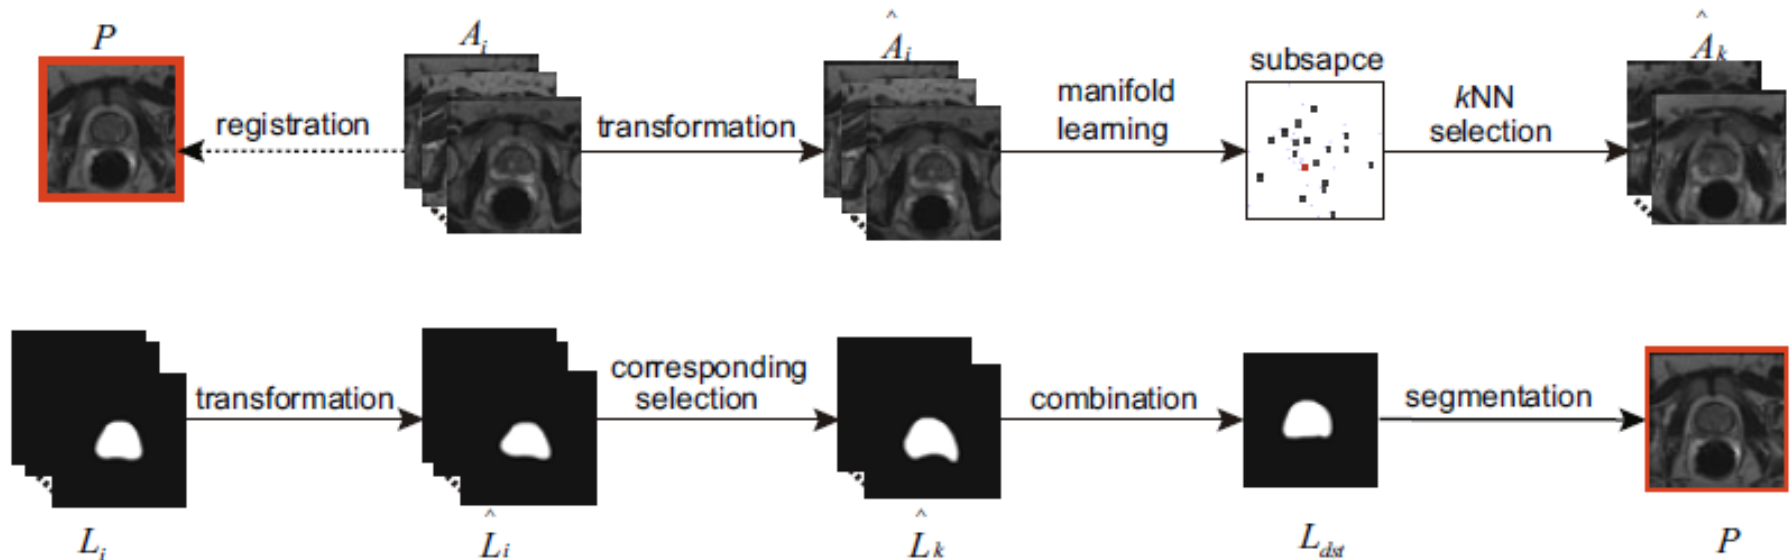 P
A_i
Â_i
subsapce
Â_k
registration
transformation
manifold
learning
kNN
selection
transformation
corresponding
selection
combination
segmentation
L_i
L̂_i
L̂_k
L_dst
P